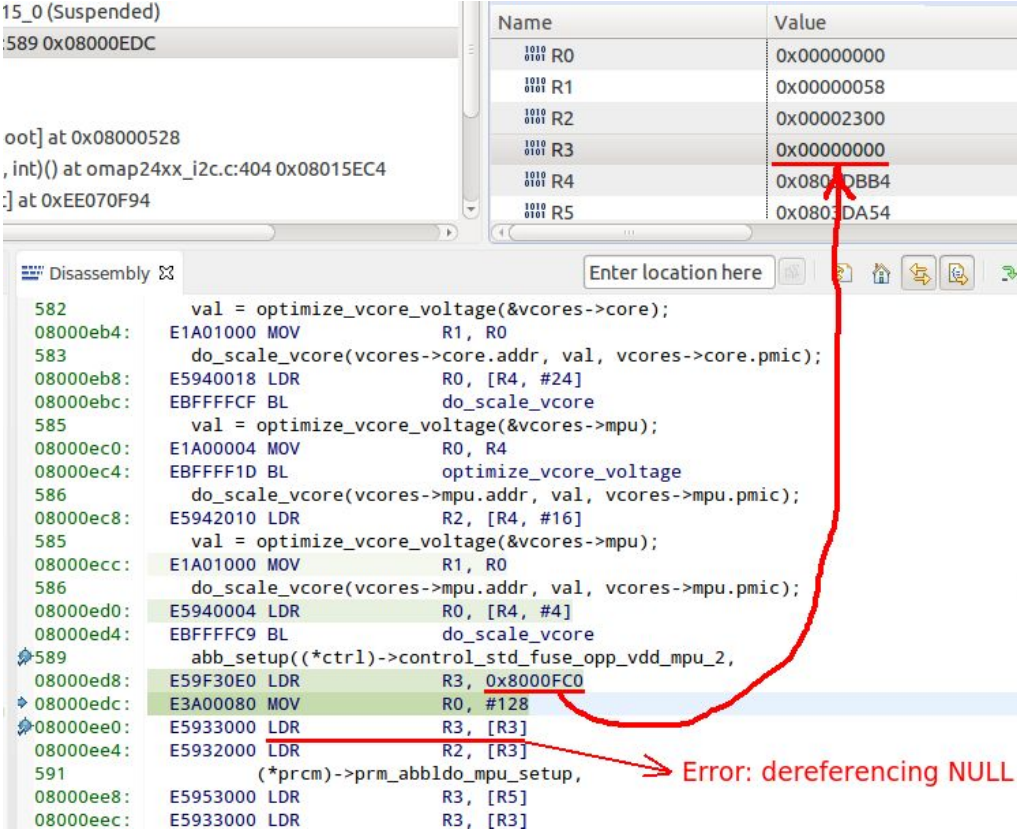 15_0 (Suspended)
:589 0x08000EDC
oot] at 0x08000528
, int)() at omap24xx_i2c.c:404 0x08015EC4
t] at 0xEE070F94
Name Value
R0 0x00000000
R1 0x00000058
R2 0x00002300
R3 0x00000000
R4
R5
Disassembly
Enter location here
582 val = optimize_vcore_voltage(&vcores->core);
08000eb4: E1A01000 MOV R1, R0
583 do_scale_vcore(vcores->core.addr, val, vcores->core.pmic);
08000eb8: E5940018 LDR R0, [R4, #24]
08000ebc: EBFFFFCF BL do_scale_vcore
585 val = optimize_vcore_voltage(&vcores->mpu);
08000ec0: E1A00004 MOV R0, R4
08000ec4: EBFFFF1D BL optimize_vcore_voltage
586 do_scale_vcore(vcores->mpu.addr, val, vcores->mpu.pmic);
08000ec8: E5942010 LDR R2, [R4, #16]
585 val = optimize_vcore_voltage(&vcores->mpu);
08000ecc: E1A01000 MOV R1, R0
586 do_scale_vcore(vcores->mpu.addr, val, vcores->mpu.pmic);
08000ed0: E5940004 LDR R0, [R4, #4]
08000ed4: EBFFFFC9 BL do_scale_vcore
589 abb_setup((*ctrl)->control_std_fuse_opp_vdd_mpu_2,
08000ed8: E59F30E0 LDR R3, 0x8000FC0
08000edc: E3A00080 MOV R0, #128
08000ee0: E5933000 LDR R3, [R3]
08000ee4: E5932000 LDR R2, [R3]
Error: dereferencing NULL
591 (*prcm)->prm_abbldo_mpu_setup,
08000ee8: E5953000 LDR R3, [R5]
08000eec: E5933000 LDR R3, [R3]